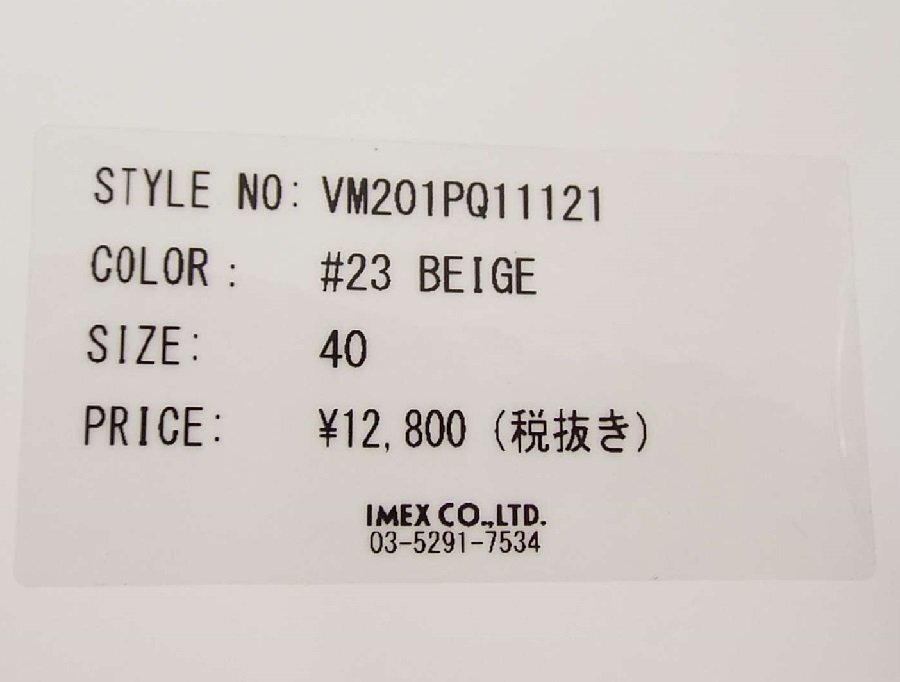 STYLE NO: VM201PQ11121
COLOR: #23 BEIGE
SIZE: 40
PRICE: ¥12,800 (税抜き)
IMEX CO.,LTD.
03-5291-7534